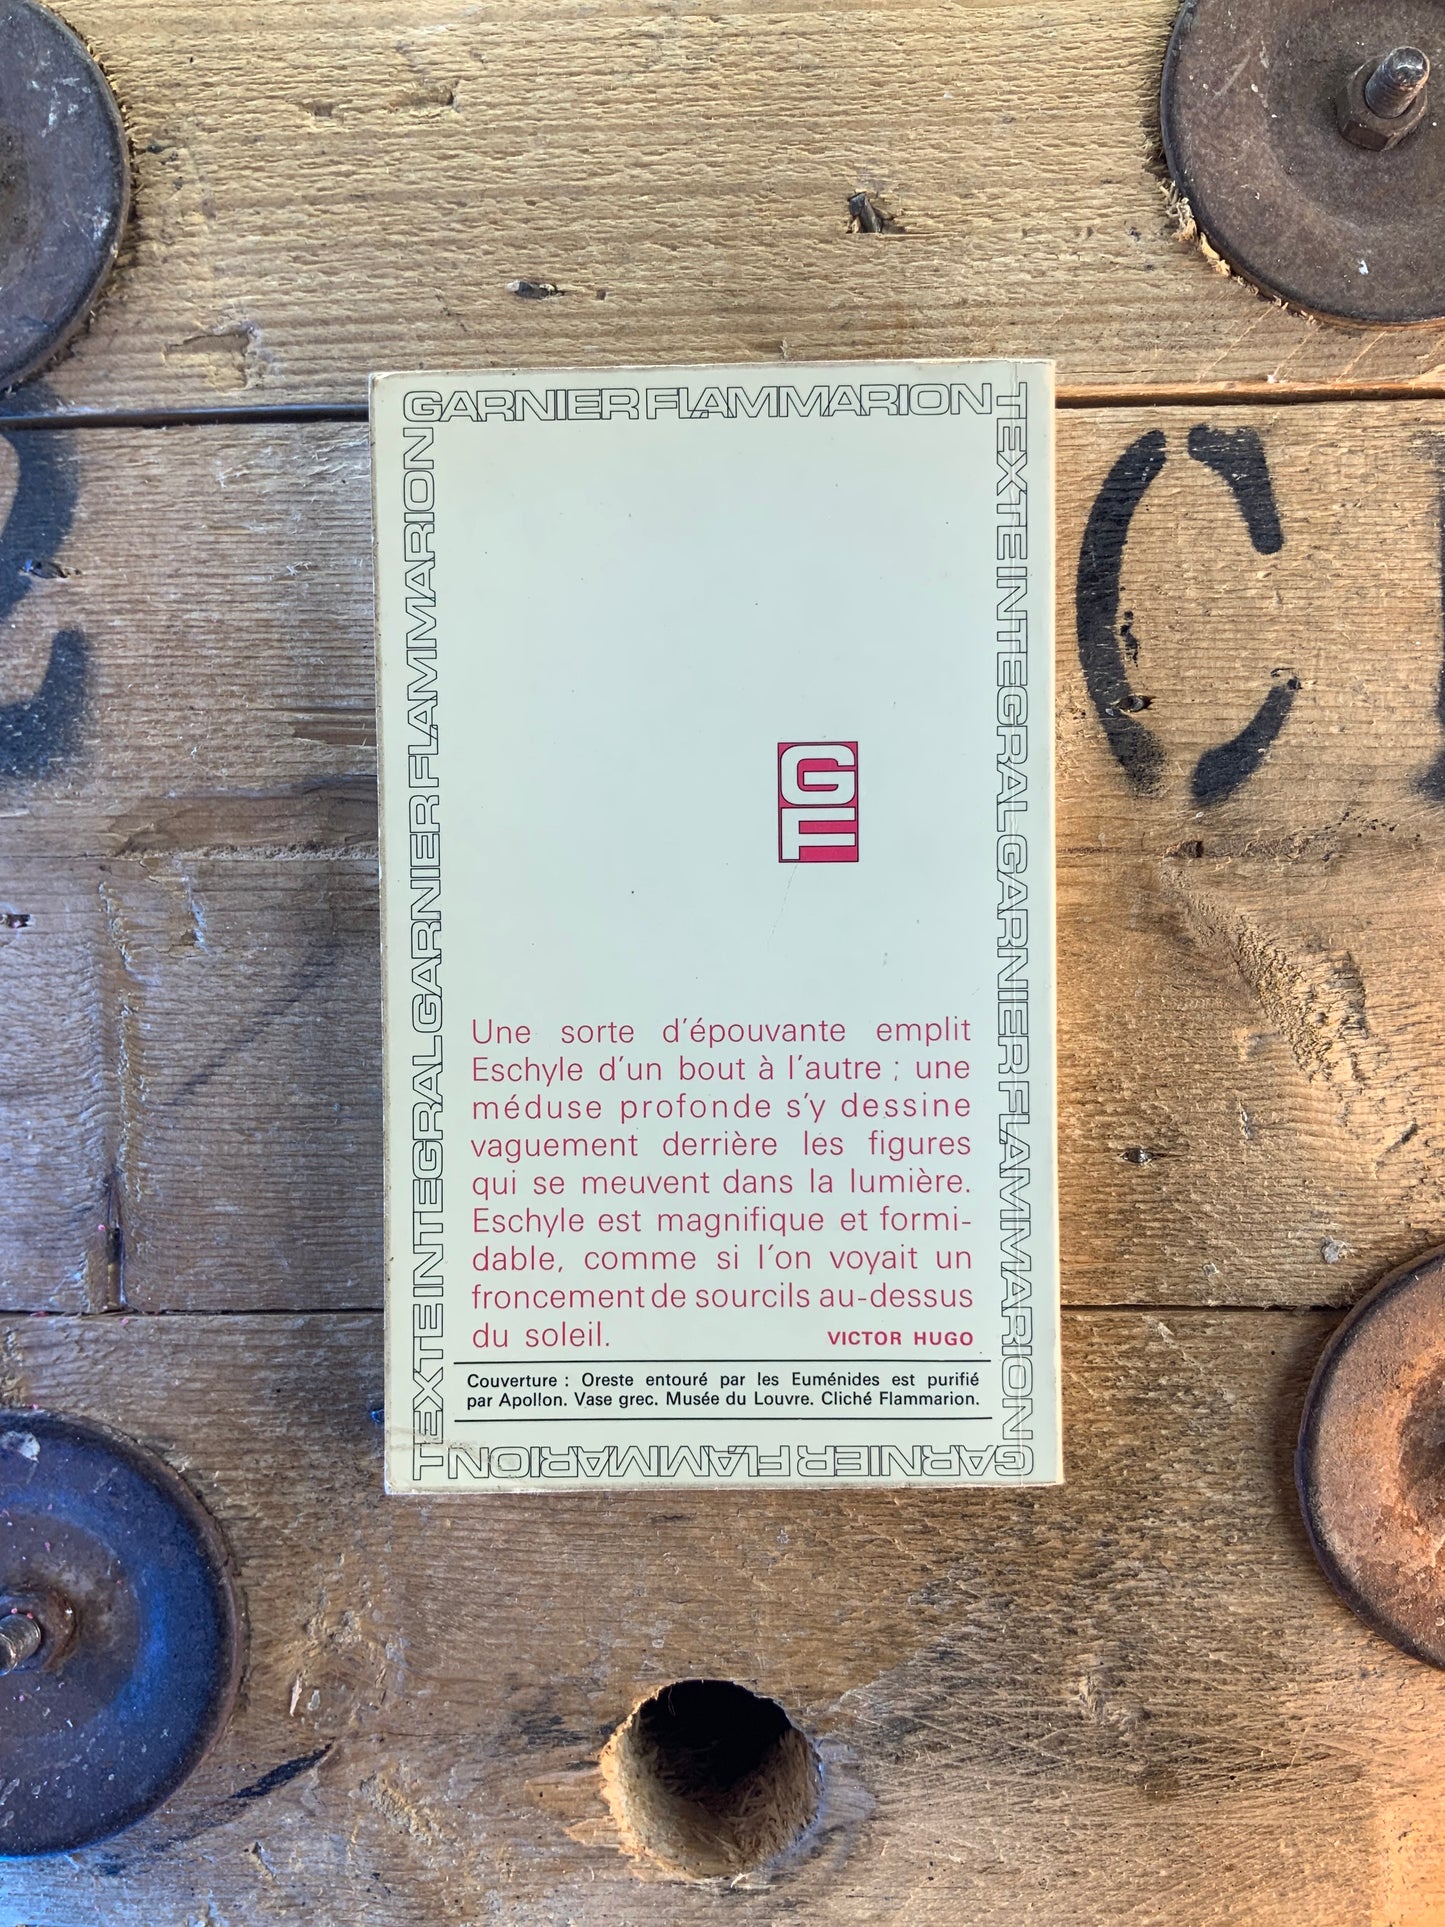 GARNIER FLAMMARION
TEXTE INTEGRAL GARNIER FLAMMARION
TEXTE INTEGRAL GARNIER FLAMMARION
GF
Une sorte d'épouvante emplit
Eschyle d'un bout à l'autre ; une
méduse profonde s'y dessine
vaguement derrière les figures
qui se meuvent dans la lumière.
Eschyle est magnifique et formi-
dable, comme si l'on voyait un
froncement de sourcils au-dessus
du soleil. VICTOR HUGO
Couverture : Oreste entouré par les Euménides est purifié
par Apollon. Vase grec. Musée du Louvre. Cliché Flammarion.
GARNIER FLAMMARION
C